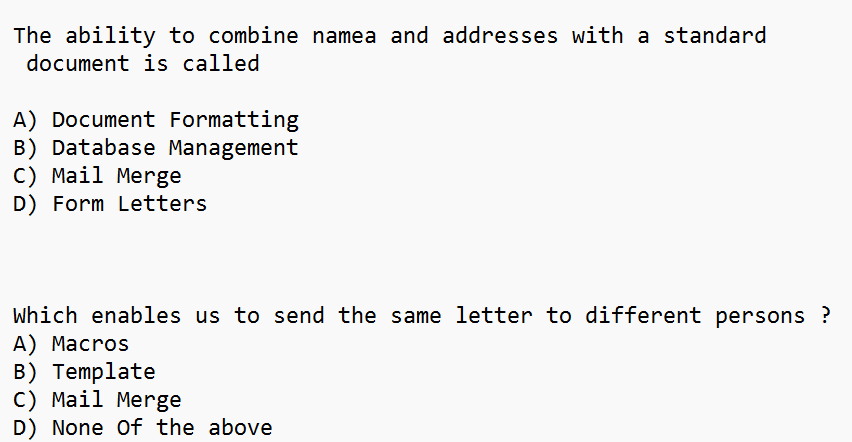 The ability to combine namea and addresses with a standard
document is called
A) Document Formatting
B) Database Management
C) Mail Merge
D) Form Letters
Which enables us to send the same letter to different persons ?
A) Macros
B) Template
C) Mail Merge
D) None Of the above